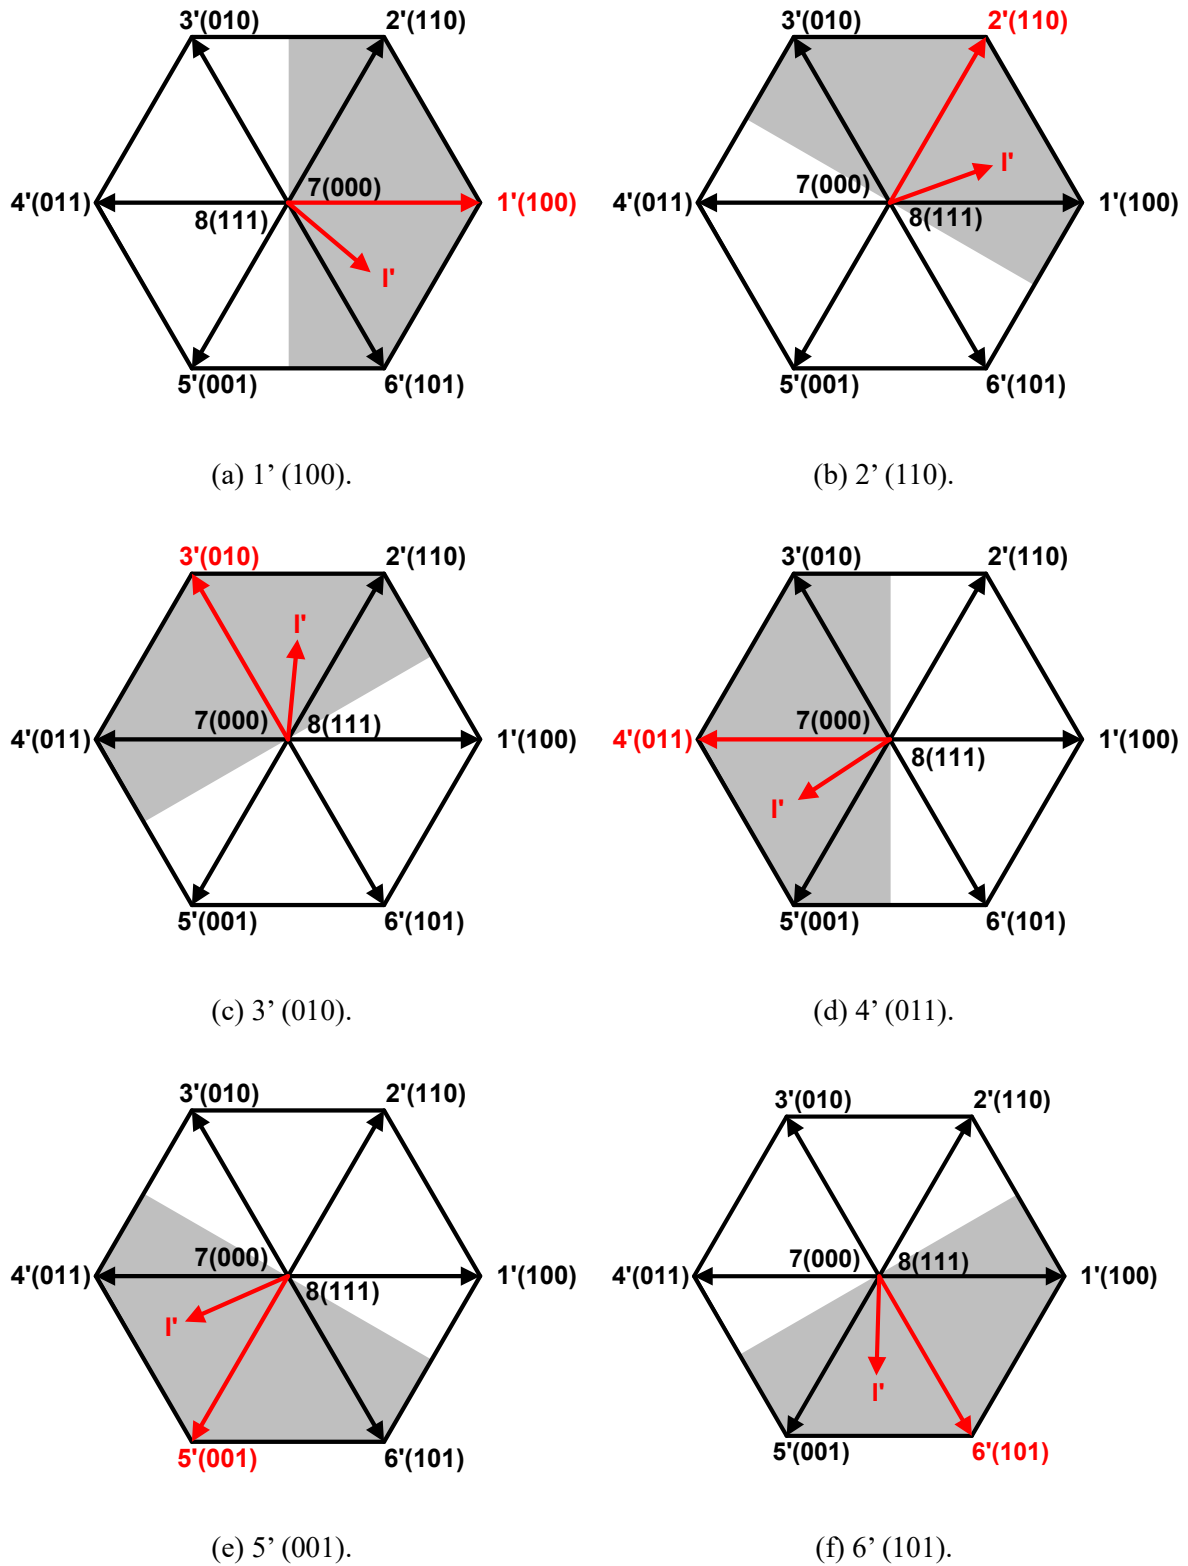 3'(010) 2'(110)
4'(011) 7(000) 1'(100)
8(111)
I'
5'(001) 6'(101)
(a) 1’ (100).
3'(010) 2'(110)
I'
4'(011) 7(000) 1'(100)
8(111)
5'(001) 6'(101)
(b) 2’ (110).
3'(010) 2'(110)
I'
4'(011) 7(000) 8(111) 1'(100)
5'(001) 6'(101)
(c) 3’ (010).
3'(010) 2'(110)
4'(011) 7(000) 1'(100)
8(111)
I'
5'(001) 6'(101)
(d) 4’ (011).
3'(010) 2'(110)
4'(011) 7(000) 1'(100)
8(111)
I'
5'(001) 6'(101)
(e) 5’ (001).
3'(010) 2'(110)
4'(011) 7(000) 8(111) 1'(100)
I'
5'(001) 6'(101)
(f) 6’ (101).